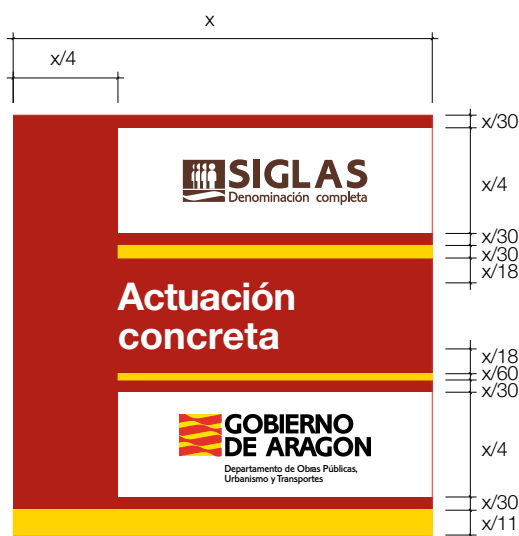 x
x/4
x/30
SIGLAS
Denominación completa
x/4
x/30
x/30
x/18
Actuación
concreta
x/18
x/60
x/30
GOBIERNO
DE ARAGON
Departamento de Obras Públicas,
Urbanismo y Transportes
x/4
x/30
x/11